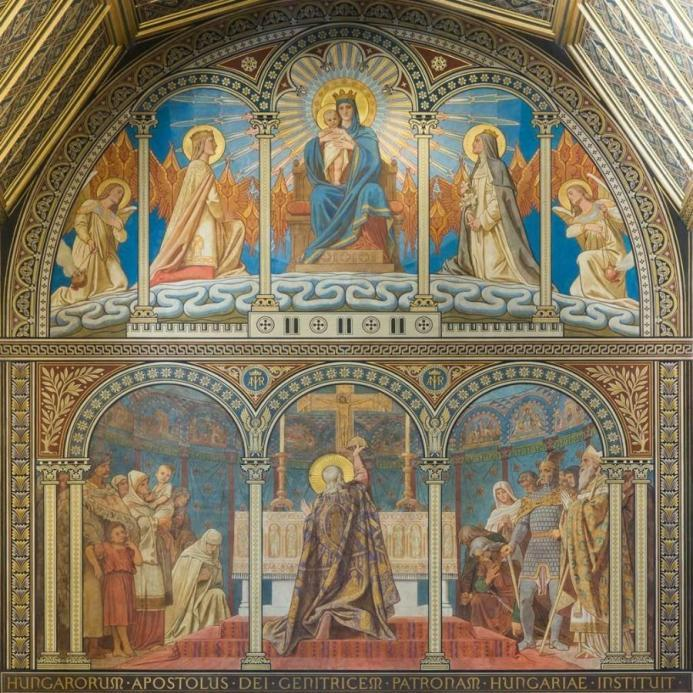 HUNGARORUM · APOSTOLUS · DEI · GENITRICEM · PATRONAM · HUNGARIAE · INSTITUIT ·